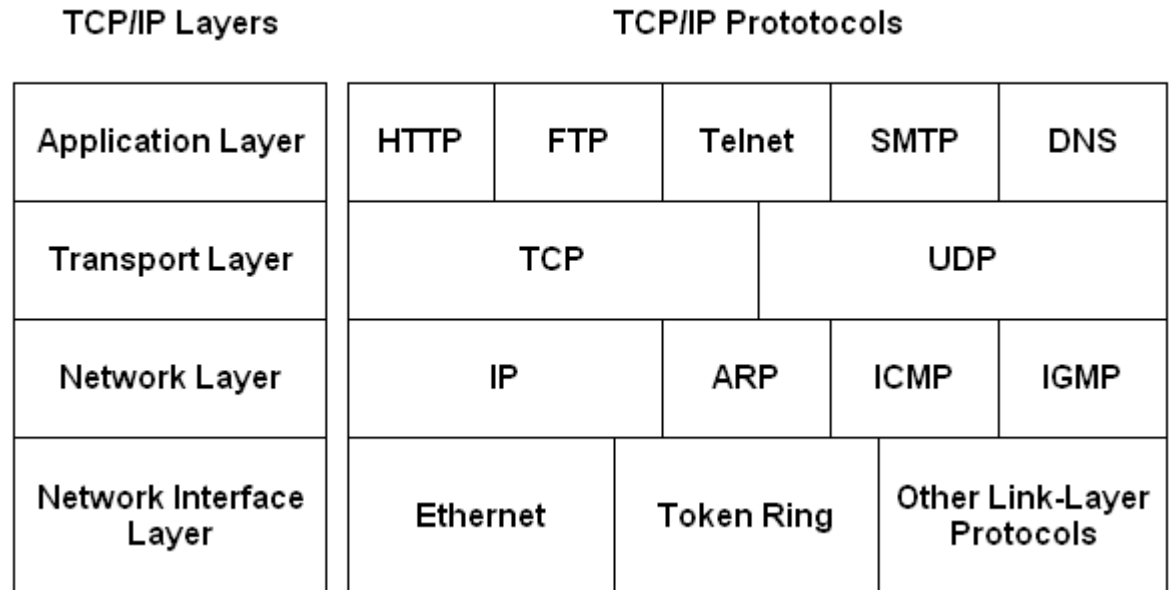 TCP/IP Layers
TCP/IP Prototocols
Application Layer
HTTP
FTP
Telnet
SMTP
DNS
Transport Layer
TCP
UDP
Network Layer
IP
ARP
ICMP
IGMP
Network Interface
Layer
Ethernet
Token Ring
Other Link-Layer
Protocols